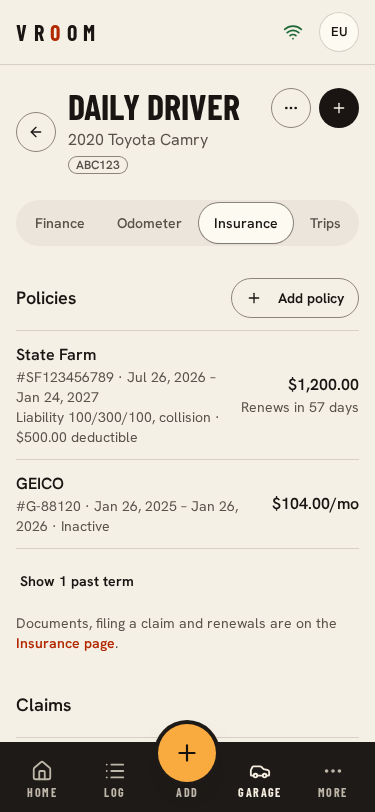 VROOM
EU
DAILY DRIVER
2020 Toyota Camry
ABC123
Finance
Odometer
Insurance
Trips
Policies
Add policy
State Farm
#SF123456789 · Jul 26, 2026 –
Jan 24, 2027
Liability 100/300/100, collision ·
$500.00 deductible
$1,200.00
Renews in 57 days
GEICO
#G-88120 · Jan 26, 2025 – Jan 26,
2026 · Inactive
$104.00/mo
Show 1 past term
Documents, filing a claim and renewals are on the
Insurance page.
Claims
HOME
LOG
ADD
GARAGE
MORE